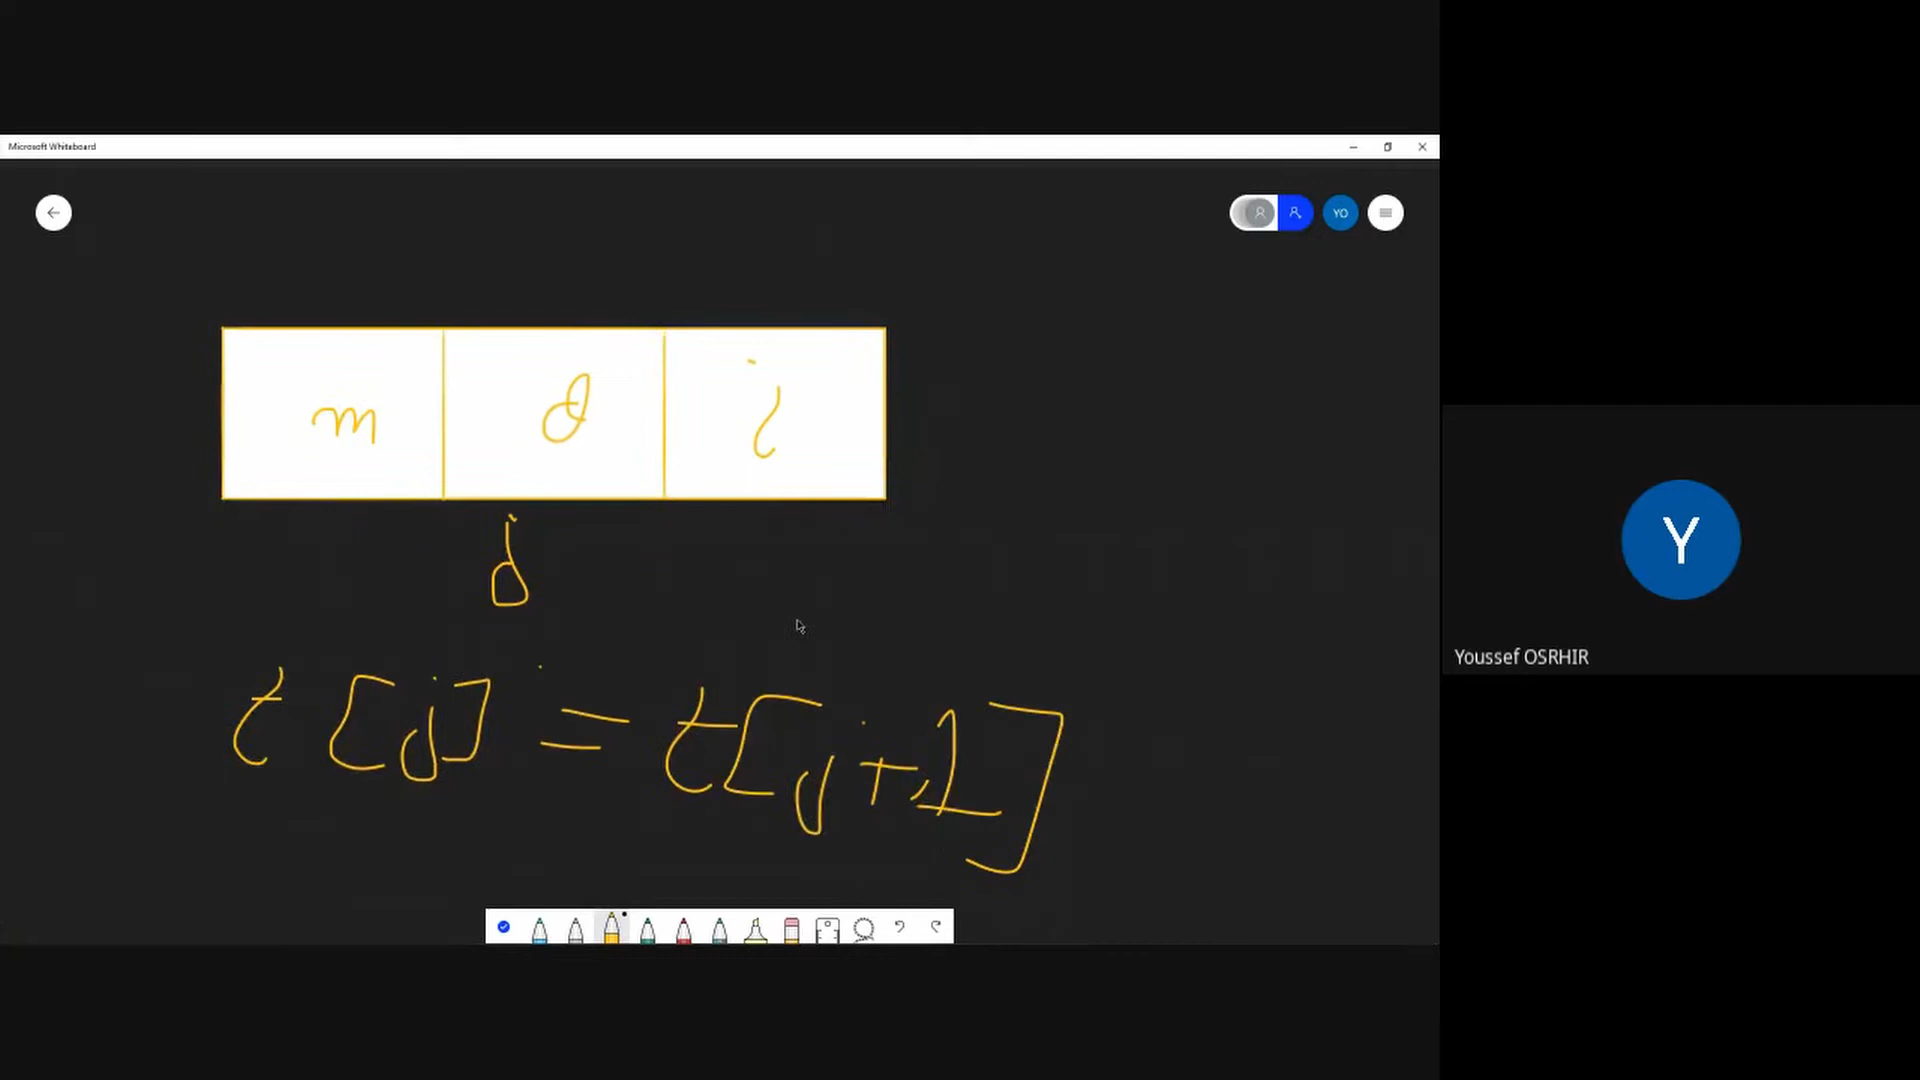 Microsoft Whiteboard
YO
m d i
j
t[j] = t[j+1]
Y
Youssef OSRHIR